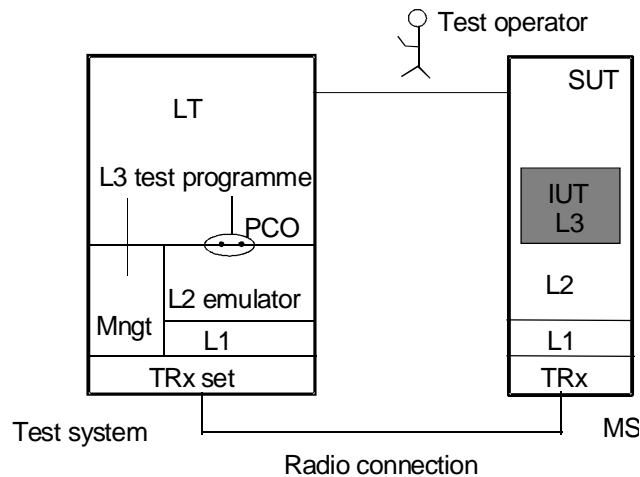 Test operator
LT
SUT
L3 test programme
IUT
L3
PCO
L2 emulator
L2
Mngt
L1
L1
TRx set
TRx
Test system
MS
Radio connection